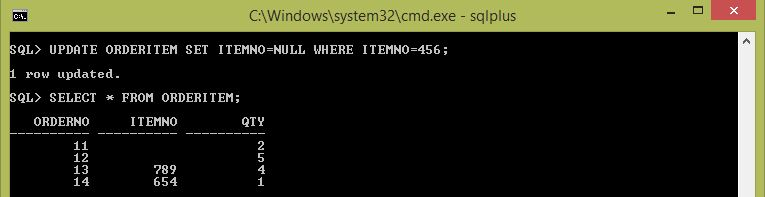 C:\Windows\system32\cmd.exe - sqlplus
SQL> UPDATE ORDERITEM SET ITEMNO=NULL WHERE ITEMNO=456;
1 row updated.
SQL> SELECT * FROM ORDERITEM;
ORDERNO ITEMNO QTY
---------- ---------- ----------
11 2
12 5
13 789 4
14 654 1